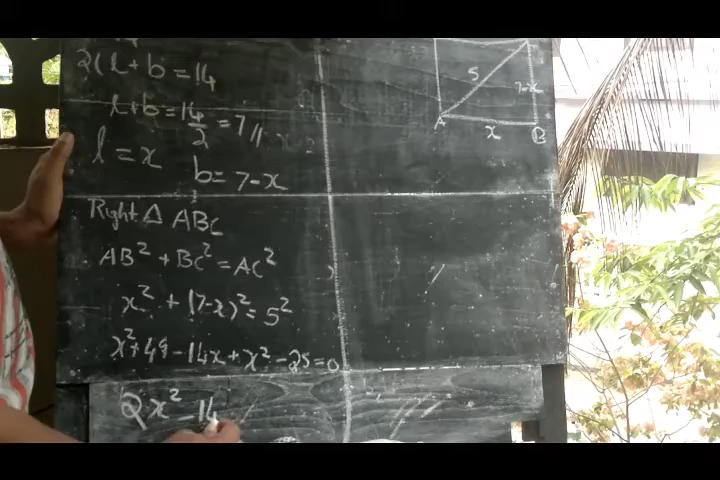 2(l+b=14
l+b=14/2=7//
l=x
b=7-x
Right △ ABC
AB²+BC²=AC²
x²+(7-x)²=5²
x²+49-14x+x²-25=0
2x²-14
5
7-x
A
x
B